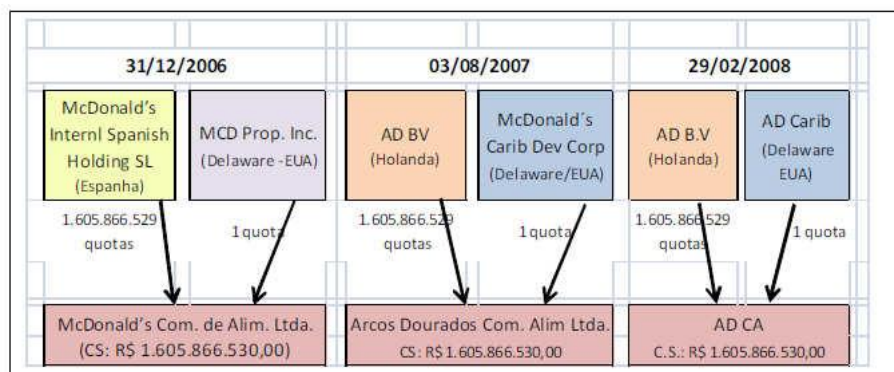 31/12/2006
McDonald's
Internl Spanish
Holding SL
(Espanha)
MCD Prop. Inc.
(Delaware -EUA)
1.605.866.529
quotas
1 quota
McDonald's Com. de Alim. Ltda.
(CS: R$ 1.605.866.530,00)
03/08/2007
AD BV
(Holanda)
McDonald´s
Carib Dev Corp
(Delaware/EUA)
1.605.866.529
quotas
1 quota
Arcos Dourados Com. Alim Ltda.
CS: R$ 1.605.866.530,00
29/02/2008
AD B.V
(Holanda)
AD Carib
(Delaware
EUA)
1.605.866.529
quotas
1 quota
AD CA
C.S.: R$ 1.605.866.530,00